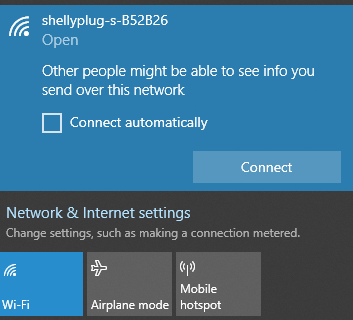 shellyplug-s-B52B26
Open
Other people might be able to see info you
send over this network
Connect automatically
Connect
Network & Internet settings
Change settings, such as making a connection metered.
Wi-Fi
Airplane mode
Mobile
hotspot